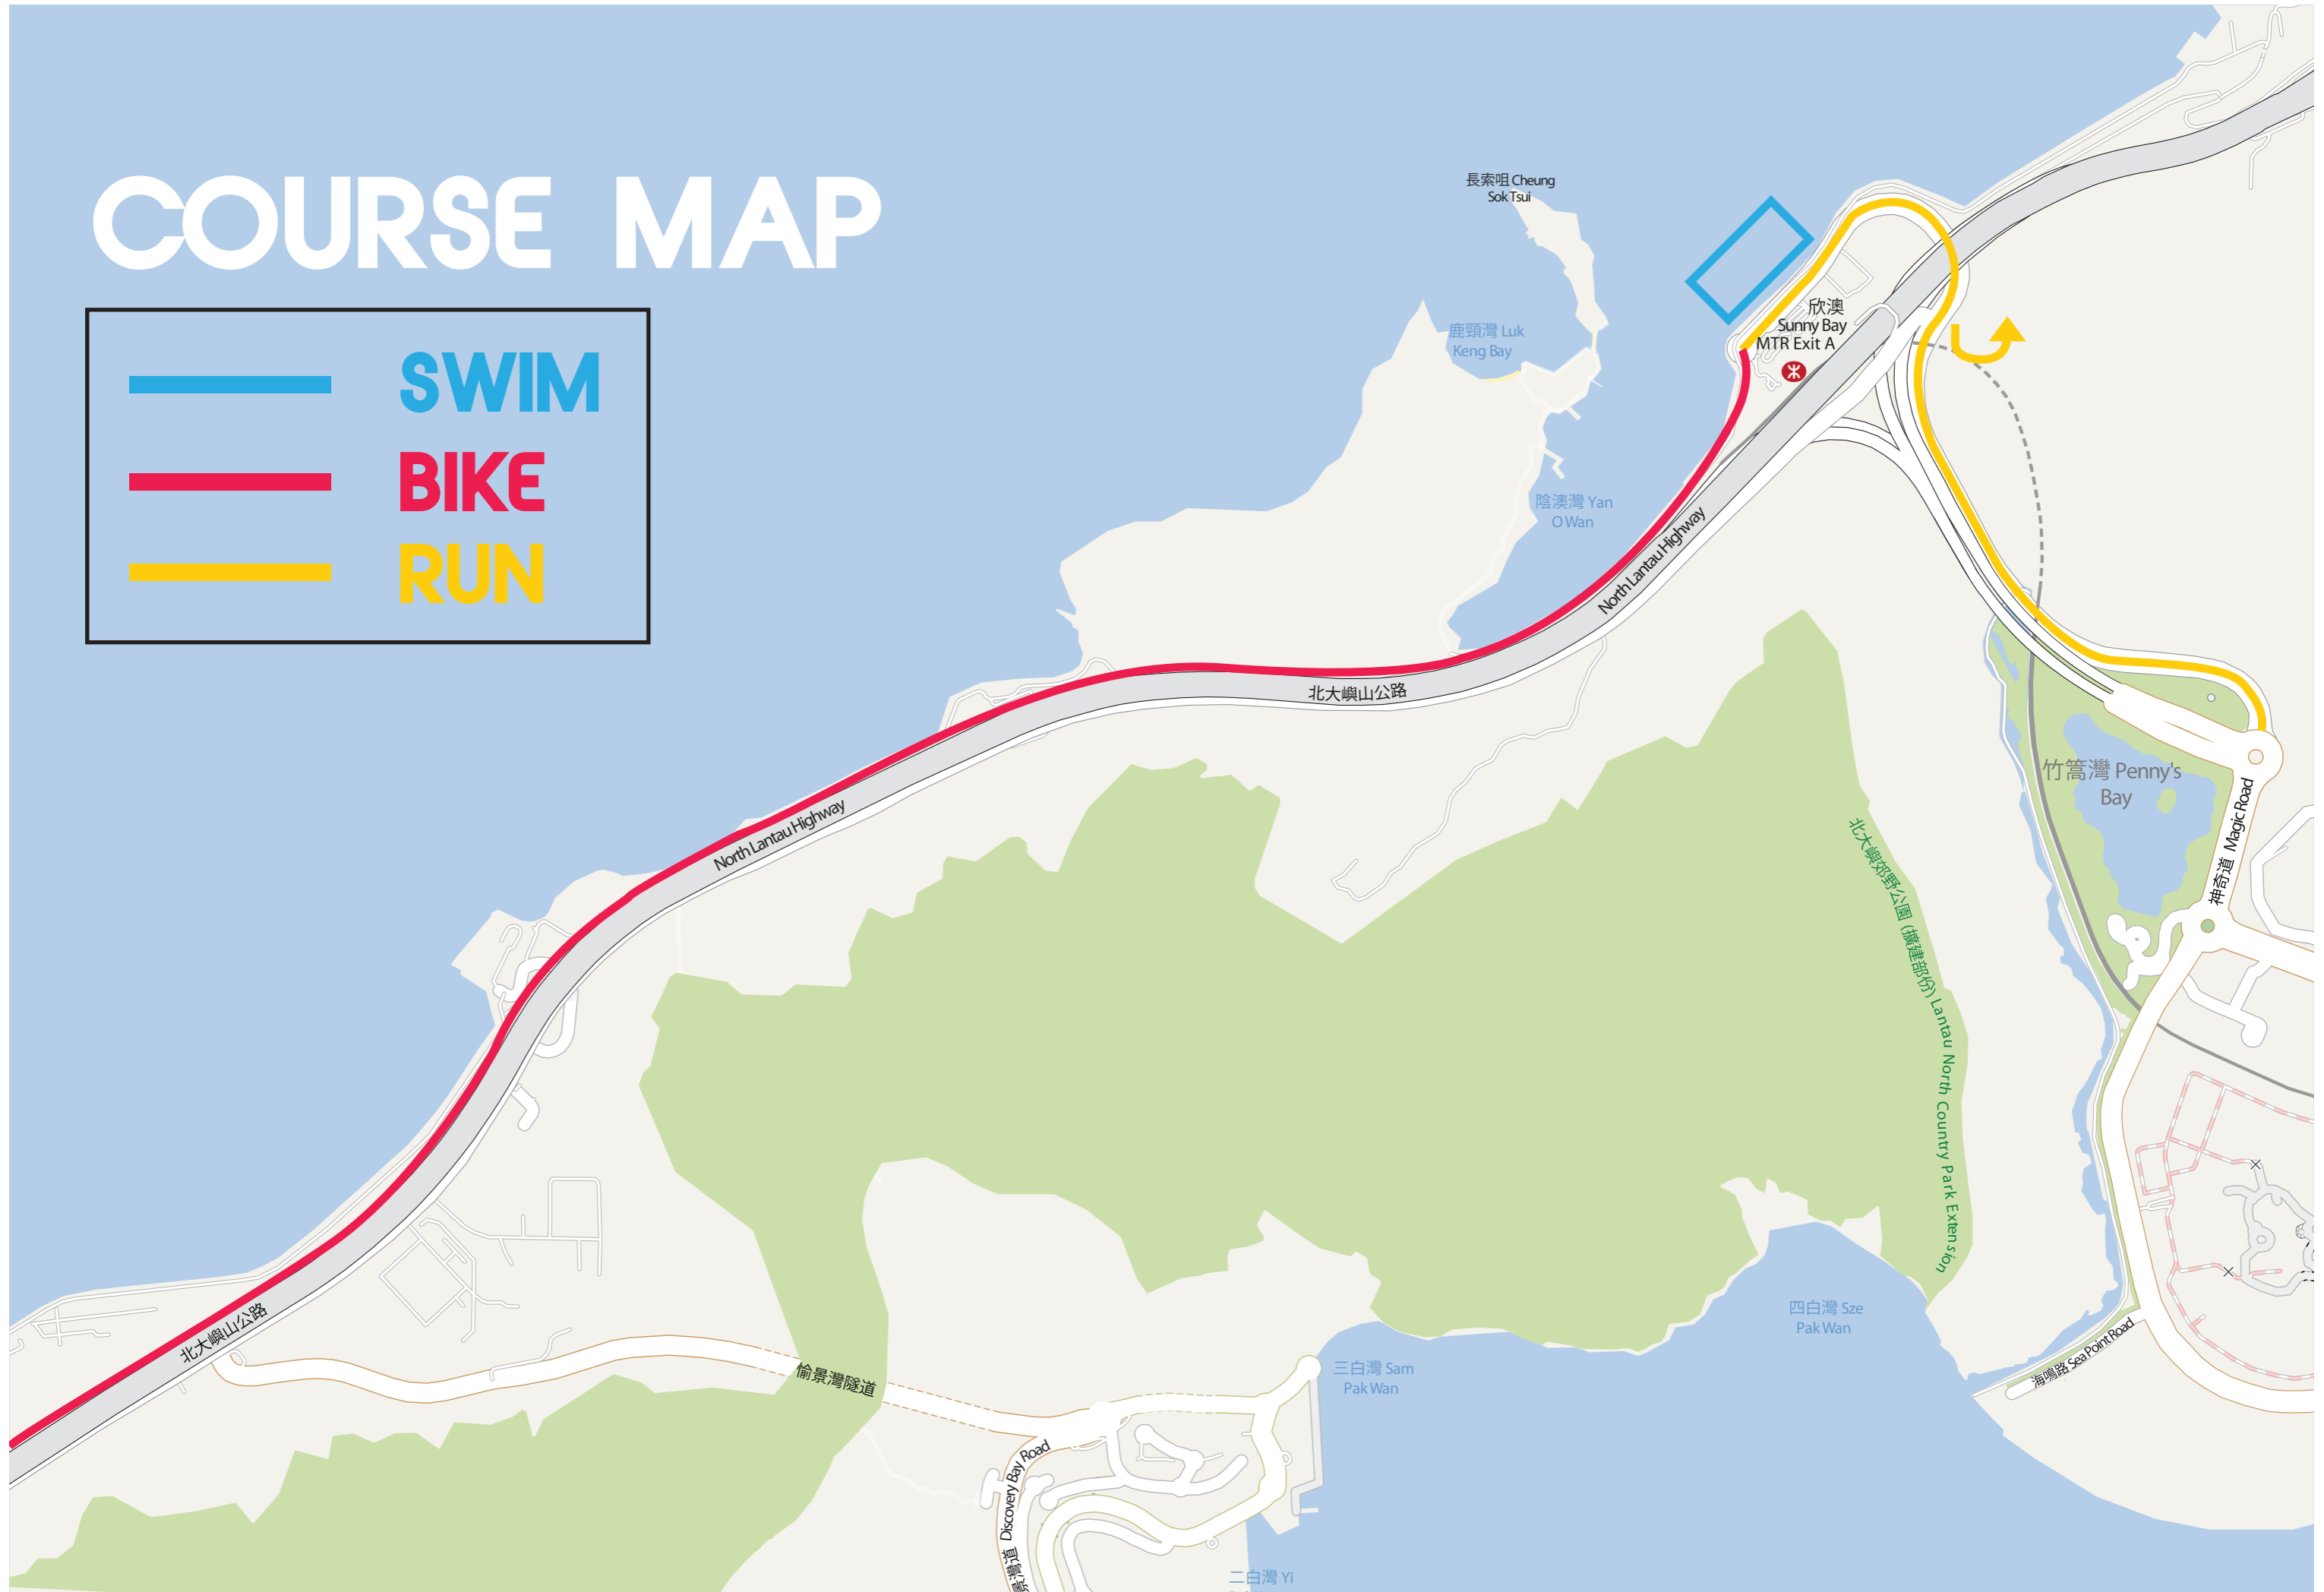 COURSE MAP
SWIM
BIKE
RUN
長索咀 Cheung
Sok Tsui
鹿頸灣 Luk
Keng Bay
欣澳
Sunny Bay
MTR Exit A
陰澳灣 Yan
O Wan
North Lantau Highway
北大嶼山公路
North Lantau Highway
竹篙灣 Penny's
Bay
神奇道 Magic Road
北大嶼郊野公園 (擴建部份) Lantau North Country Park Extension
北大嶼山公路
四白灣 Sze
Pak Wan
海鳴路 Sea Point Road
愉景灣隧道
三白灣 Sam
Pak Wan
景灣道 Discovery Bay Road
二白灣 Yi